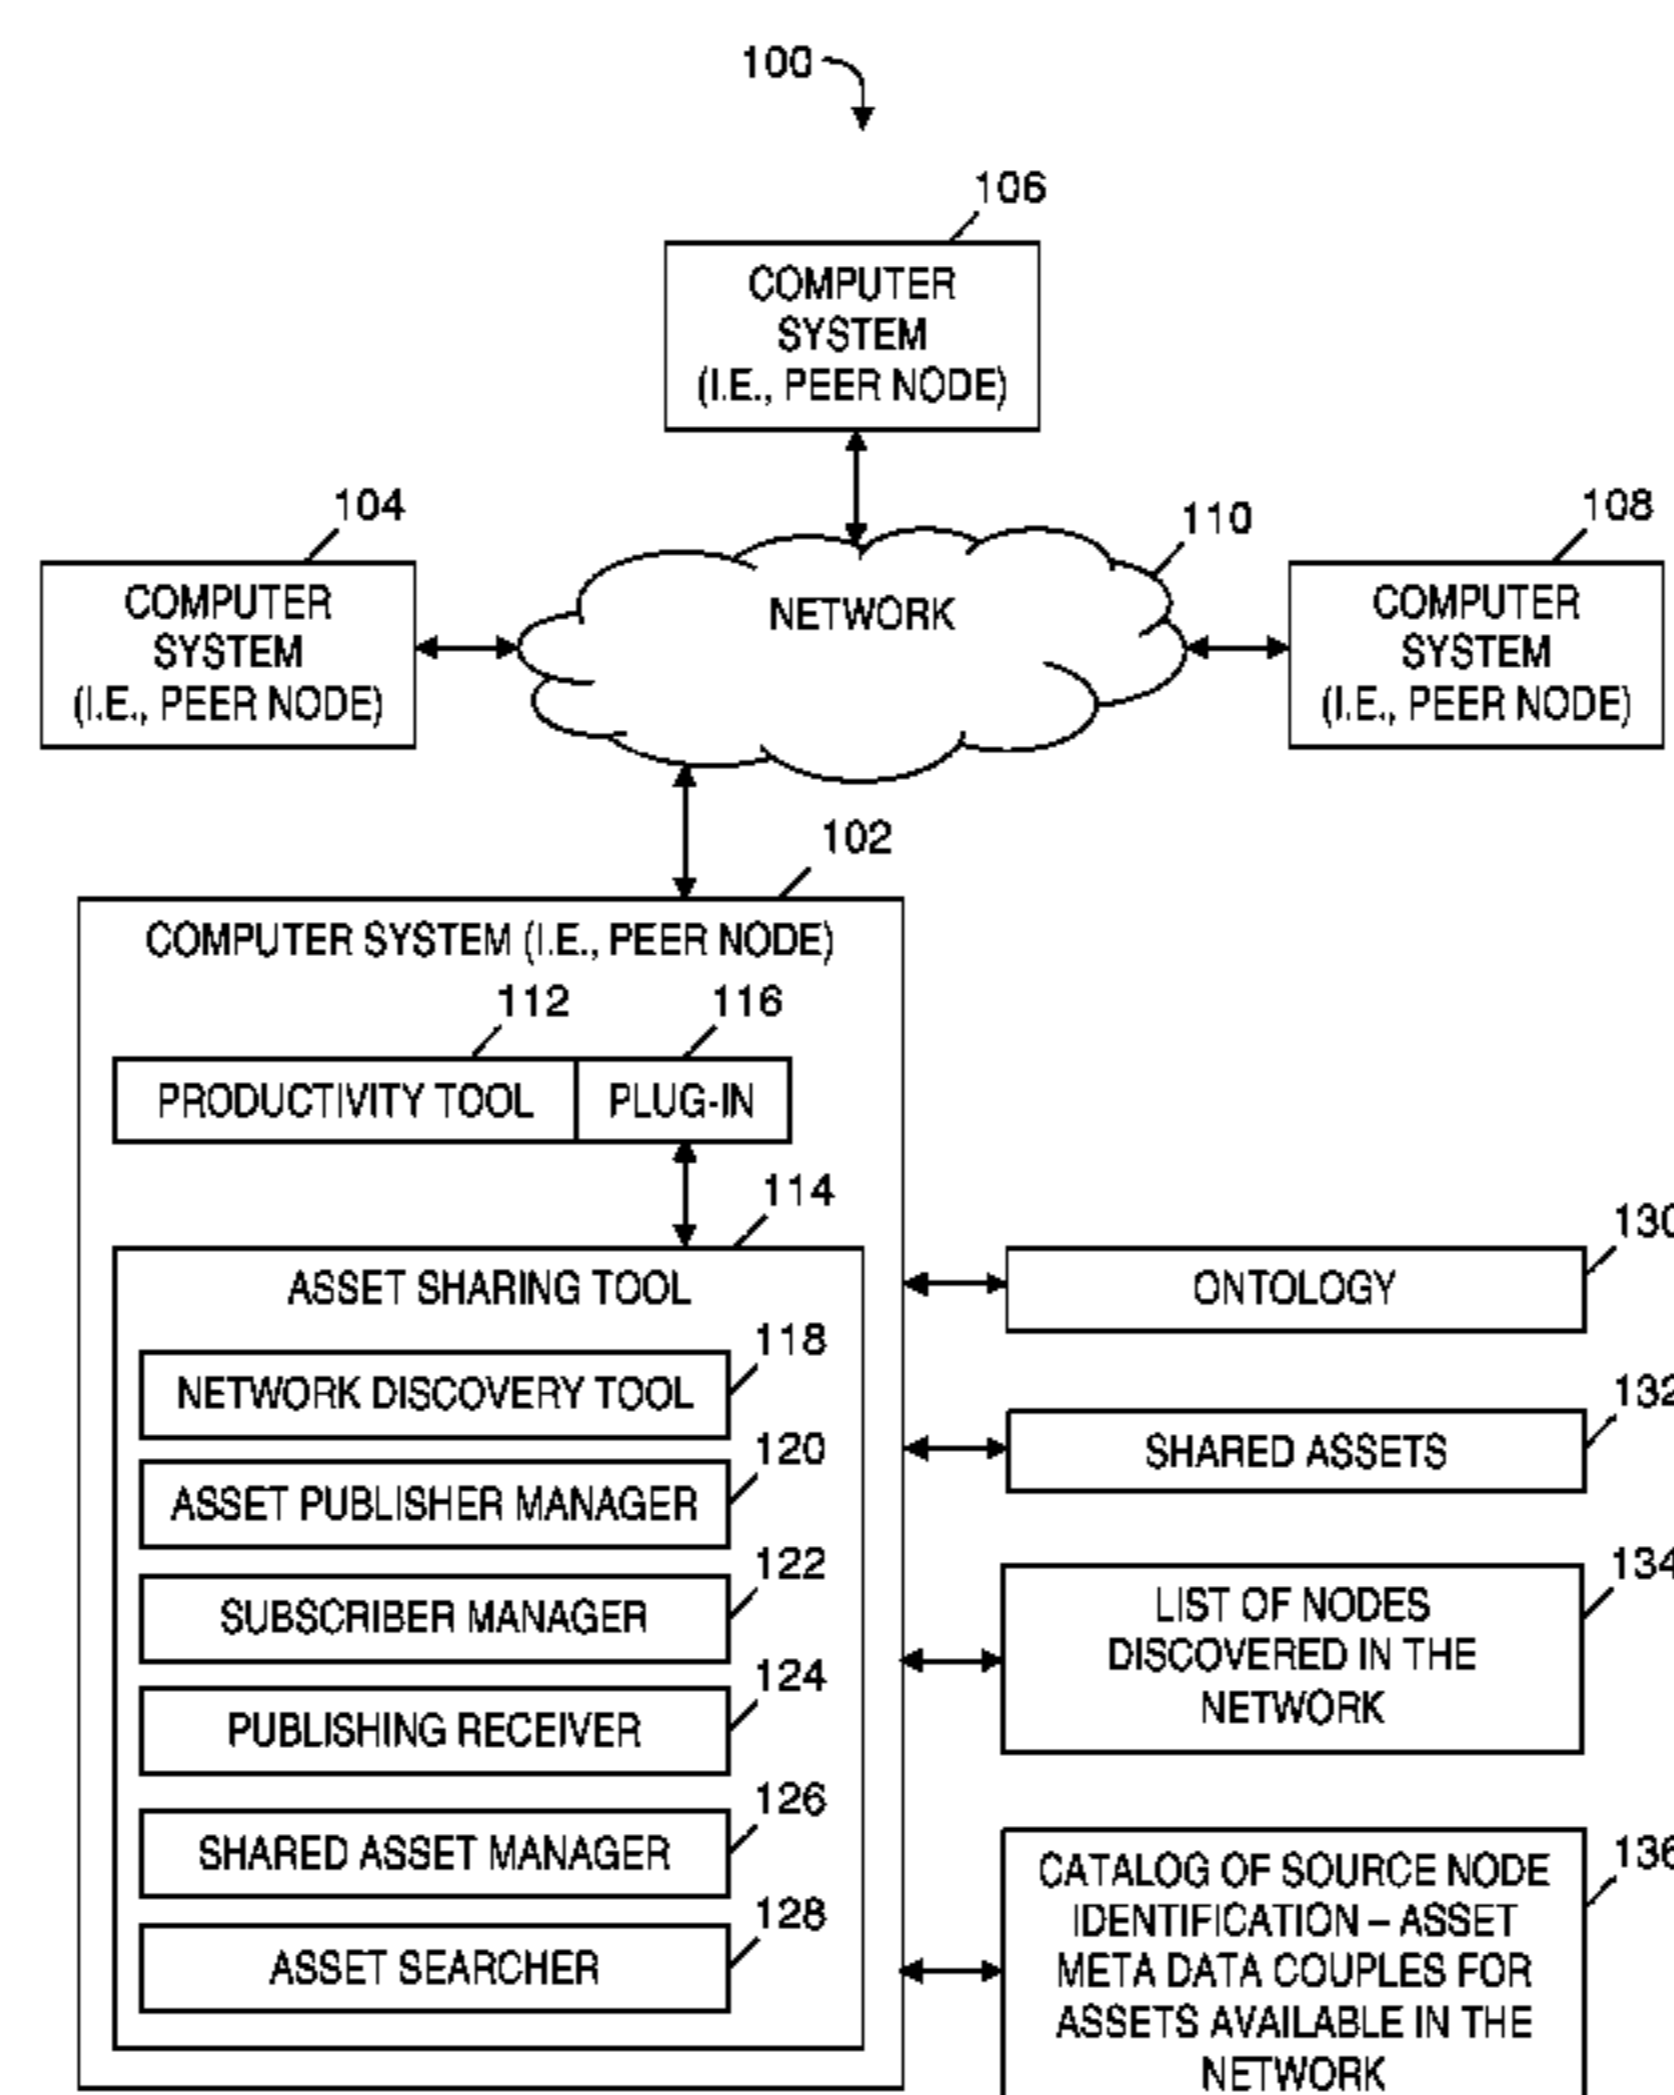 100
106
COMPUTER
SYSTEM
(I.E., PEER NODE)
104
COMPUTER
SYSTEM
(I.E., PEER NODE)
110
NETWORK
108
COMPUTER
SYSTEM
(I.E., PEER NODE)
102
COMPUTER SYSTEM (I.E., PEER NODE)
112
116
PRODUCTIVITY TOOL
PLUG-IN
114
ASSET SHARING TOOL
118
NETWORK DISCOVERY TOOL
120
ASSET PUBLISHER MANAGER
122
SUBSCRIBER MANAGER
124
PUBLISHING RECEIVER
126
SHARED ASSET MANAGER
128
ASSET SEARCHER
130
ONTOLOGY
132
SHARED ASSETS
134
LIST OF NODES
DISCOVERED IN THE
NETWORK
136
CATALOG OF SOURCE NODE
IDENTIFICATION – ASSET
META DATA COUPLES FOR
ASSETS AVAILABLE IN THE
NETWORK